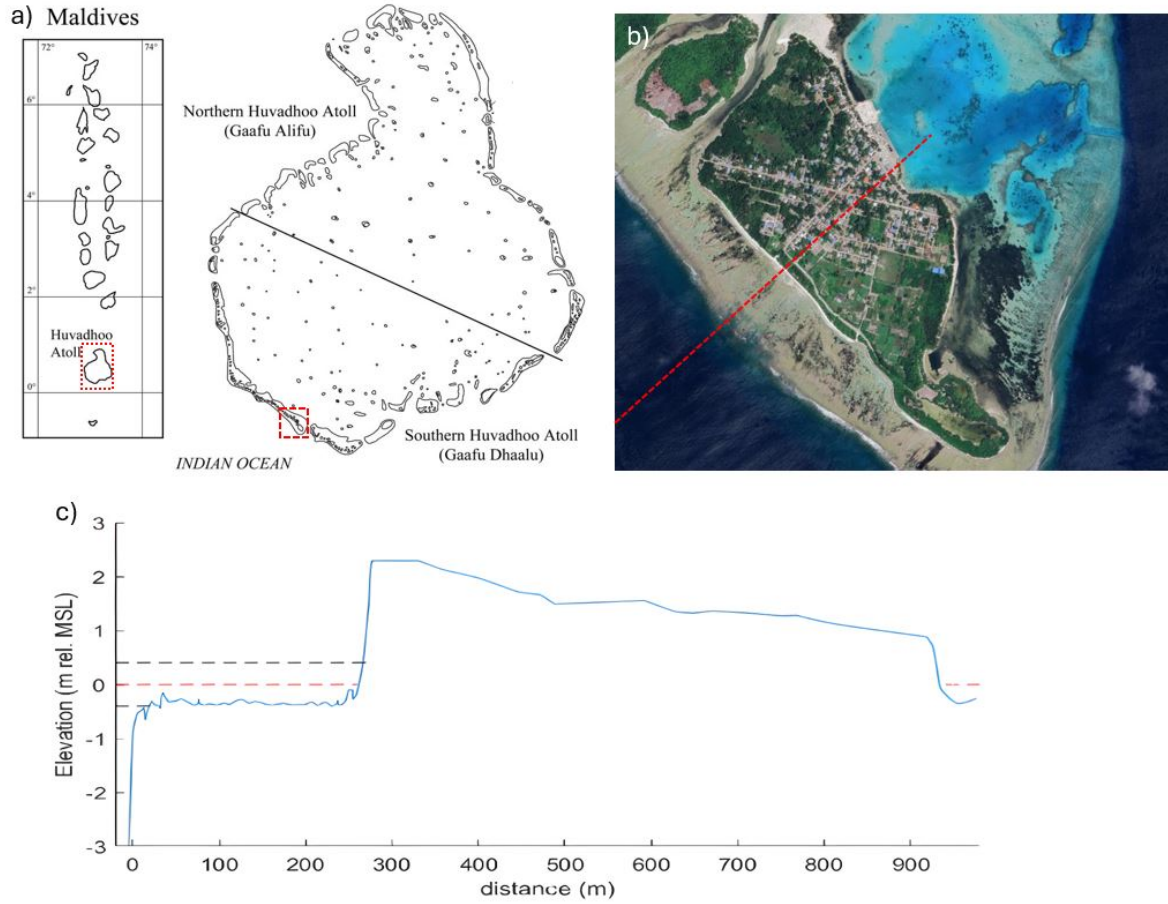 a)
Maldives
72°
74°
6°
4°
2°
0°
Huvadhoo
Atoll
Northern Huvadhoo Atoll
(Gaafu Alifu)
Southern Huvadhoo Atoll
(Gaafu Dhaalu)
INDIAN OCEAN
b)
c)
Elevation (m rel. MSL)
3
2
1
0
-1
-2
-3
0
100
200
300
400
500
600
700
800
900
distance (m)